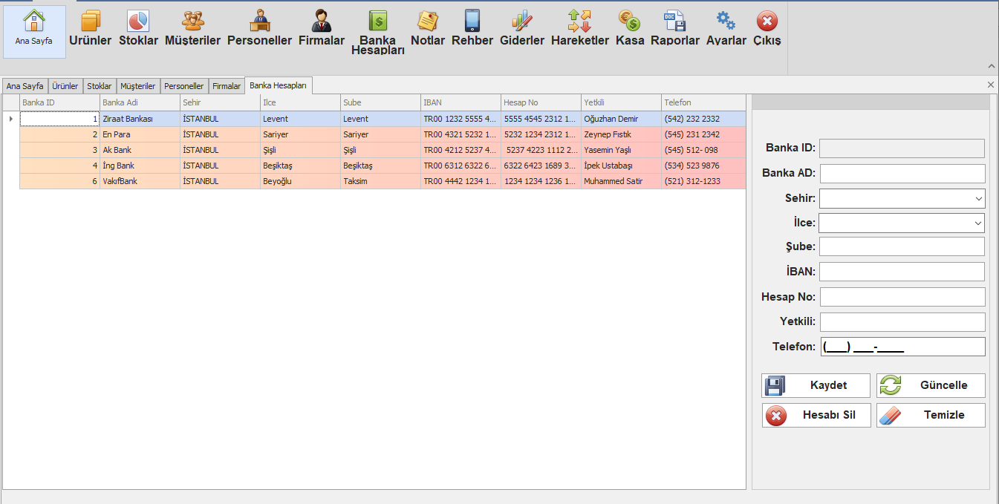 Ana Sayfa Ürünler Stoklar Müşteriler Personeller Firmalar Banka Hesapları Notlar Rehber Giderler Hareketler Kasa Raporlar Ayarlar Çıkış
Ana Sayfa Ürünler Stoklar Müşteriler Personeller Firmalar Banka Hesapları
Banka ID Banka Adi Sehir Ilce Sube IBAN Hesap No Yetkili Telefon
1 Ziraat Bankası İSTANBUL Levent Levent TR00 1232 5555 4... 5555 4545 2312 1... Oğuzhan Demir (542) 232 2332
2 En Para İSTANBUL Sariyer Sariyer TR00 4321 5232 1... 5232 1234 2312 1... Zeynep Fıstık (545) 231 2342
3 Ak Bank İSTANBUL Şişli Şişli TR00 4212 5237 4... 5237 4223 1112 2... Yasemin Yaşlı (545) 512- 098
4 İng Bank İSTANBUL Beşiktaş Beşiktaş TR00 6312 6322 6... 6322 6423 1689 3... İpek Ustabaşı (534) 523 9876
6 VakıfBank İSTANBUL Beyoğlu Taksim TR00 4442 1234 1... 1234 1234 1236 1... Muhammed Satir (521) 312-1233
Banka ID:
Banka AD:
Sehir:
İlce:
Şube:
İBAN:
Hesap No:
Yetkili:
Telefon: (___) ___-____
Kaydet Güncelle
Hesabı Sil Temizle